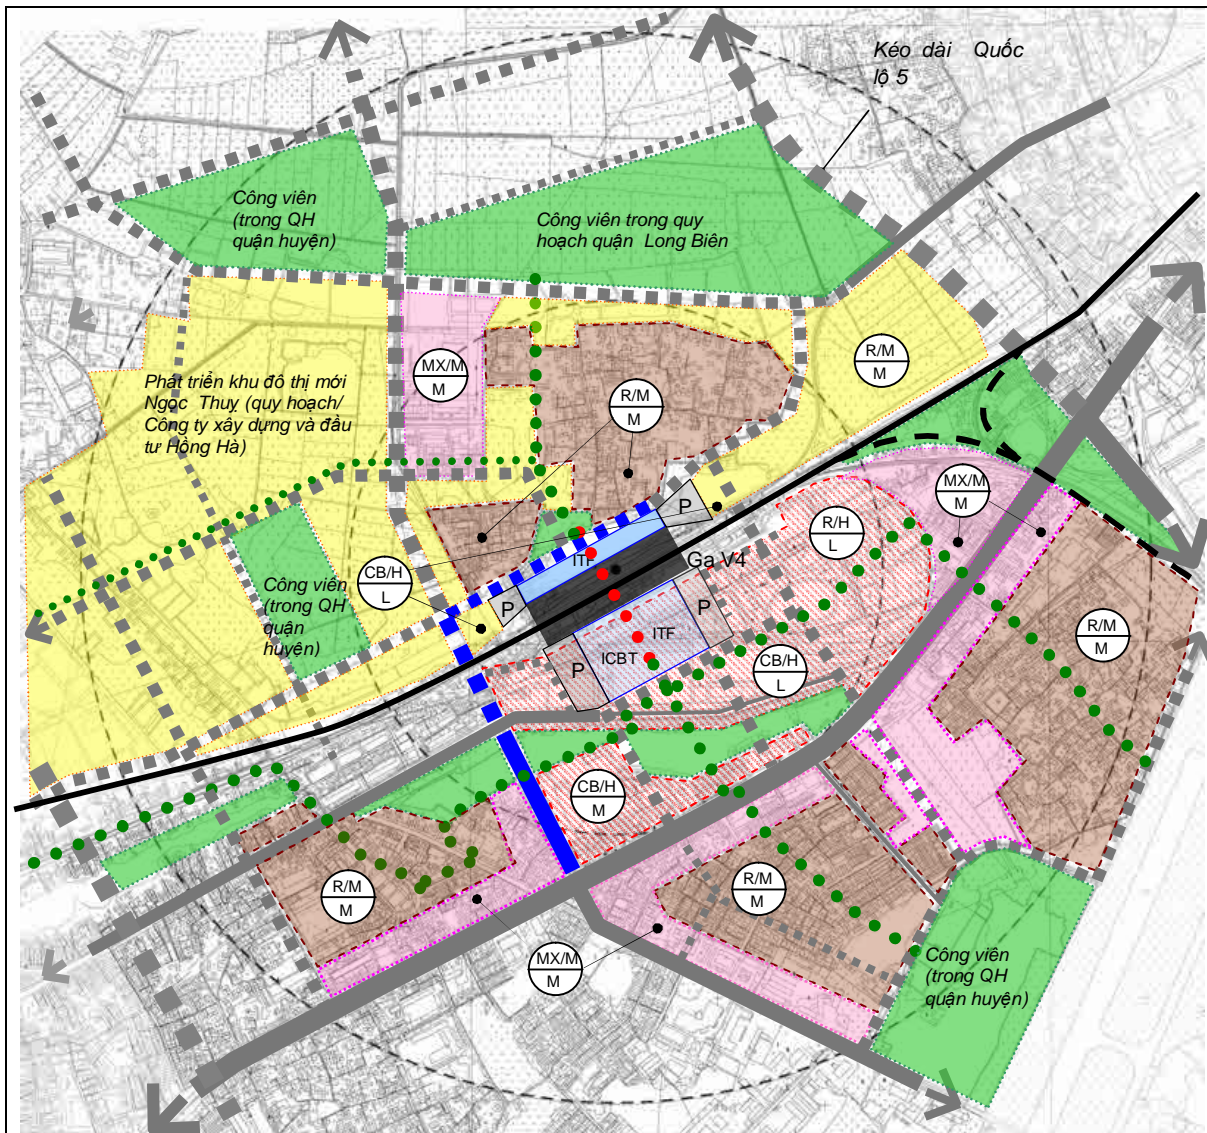 Kéo dài Quốc
lộ 5
Công viên
(trong QH
quận huyện)
Công viên trong quy
hoạch quận Long Biên
MX/M
M
R/M
M
R/M
M
Phát triển khu đô thị mới
Ngọc Thuỵ (quy hoạch/
Công ty xây dựng và đầu
tư Hồng Hà)
MX/M
M
P
R/H
L
ITF
Ga V4
CB/H
L
Công viên
(trong QH
quận
huyện)
P
P
ITF
ICBT
P
CB/H
L
R/M
M
CB/H
M
R/M
M
R/M
M
MX/M
M
Công viên
(trong QH
quận huyện)